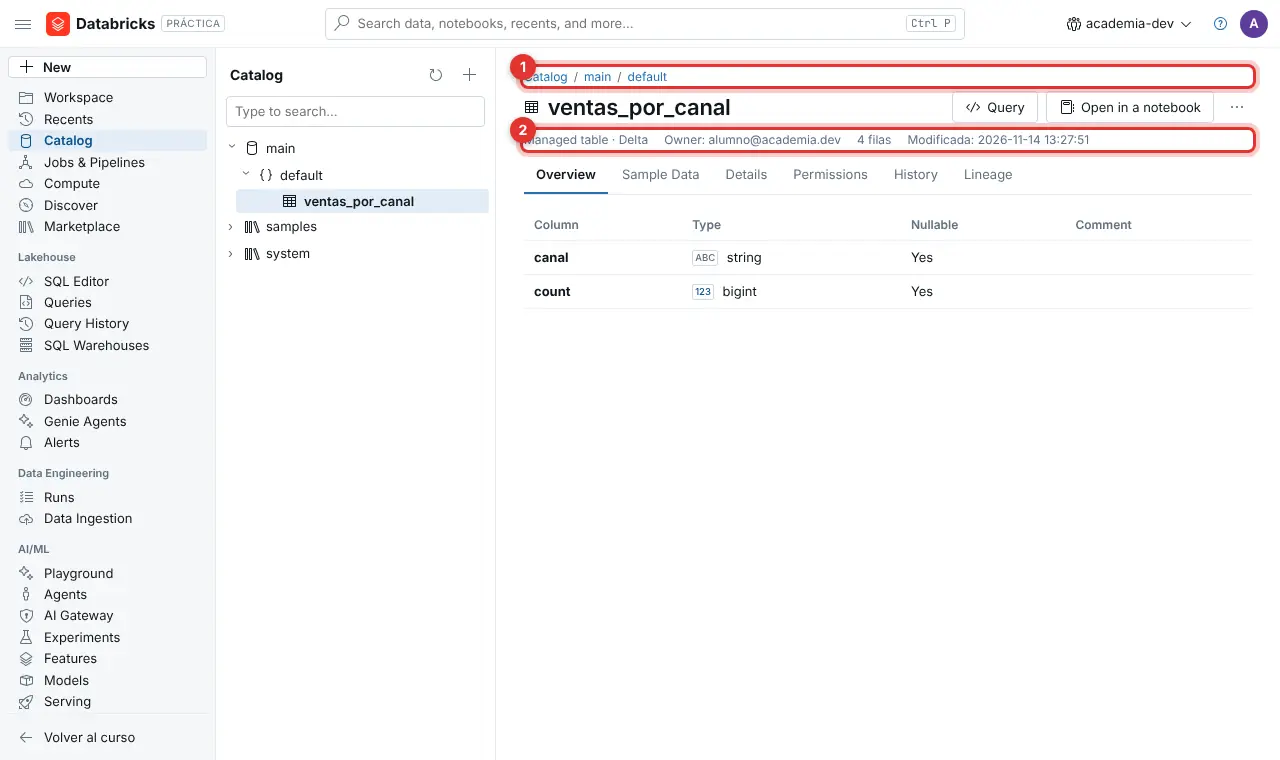 Databricks PRÁCTICA
Search data, notebooks, recents, and more... Ctrl P
academia-dev
A
New
Workspace
Recents
Catalog
Jobs & Pipelines
Compute
Discover
Marketplace
Lakehouse
SQL Editor
Queries
Query History
SQL Warehouses
Analytics
Dashboards
Genie Agents
Alerts
Data Engineering
Runs
Data Ingestion
AI/ML
Playground
Agents
AI Gateway
Experiments
Features
Models
Serving
Volver al curso
Catalog
Type to search...
main
default
ventas_por_canal
samples
system
1
Catalog / main / default
ventas_por_canal
Query
Open in a notebook
2
Managed table · Delta Owner: alumno@academia.dev 4 filas Modificada: 2026-11-14 13:27:51
Overview Sample Data Details Permissions History Lineage
Column Type Nullable Comment
canal ABC string Yes
count 123 bigint Yes